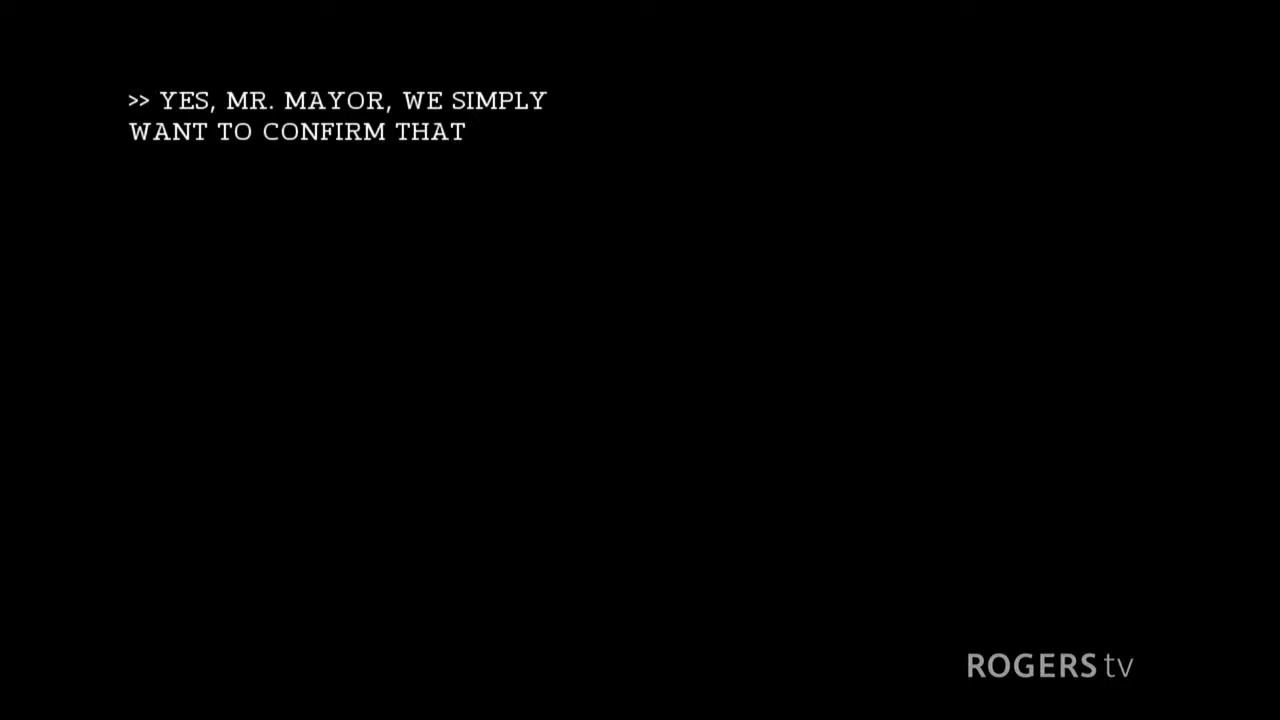 >> YES, MR. MAYOR, WE SIMPLY
WANT TO CONFIRM THAT
ROGERS tv